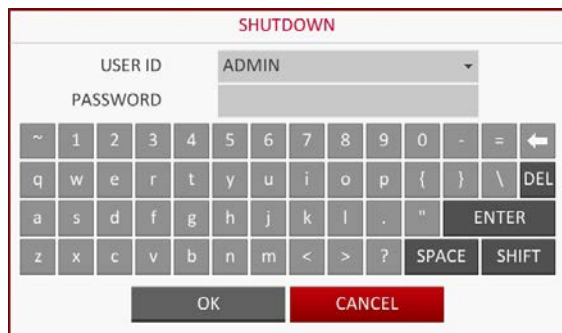 SHUTDOWN
USER ID ADMIN
PASSWORD
~ 1 2 3 4 5 6 7 8 9 0 - =
q w e r t y u i o p { } \ DEL
a s d f g h j k l . " ENTER
z x c v b n m < > ? SPACE SHIFT
OK CANCEL